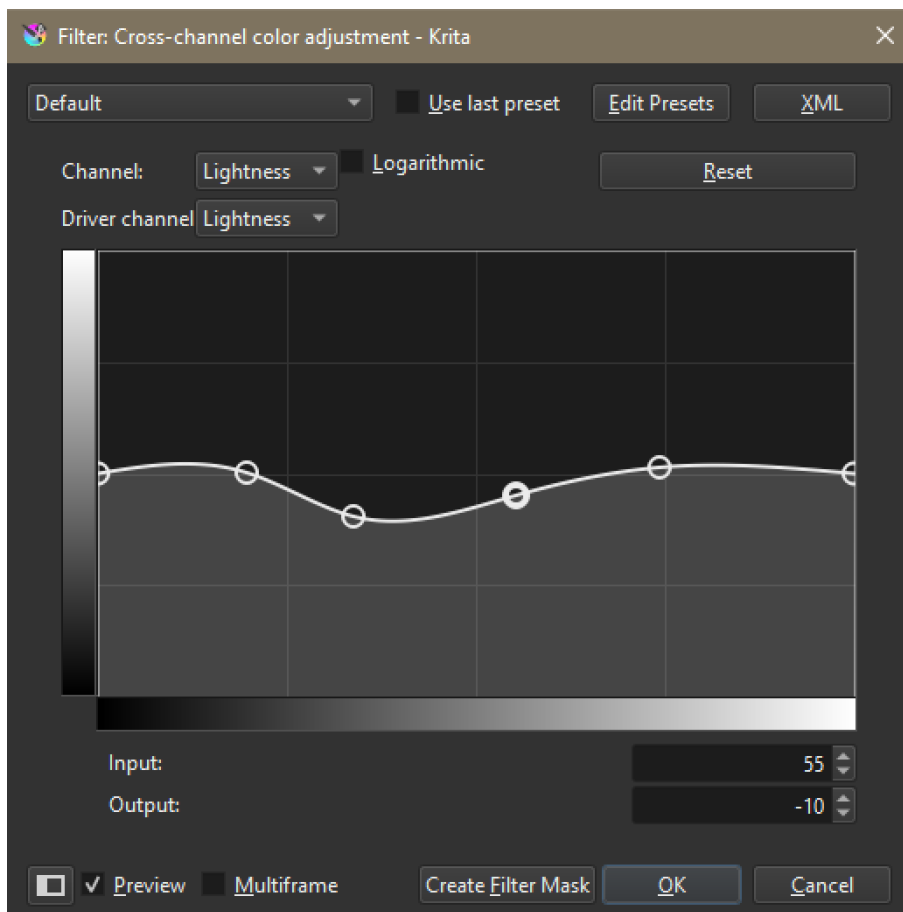 Filter: Cross-channel color adjustment - Krita
Default
Use last preset
Edit Presets
XML
Channel:
Lightness
Logarithmic
Reset
Driver channel
Lightness
Input:
55
Output:
-10
Preview
Multiframe
Create Filter Mask
OK
Cancel